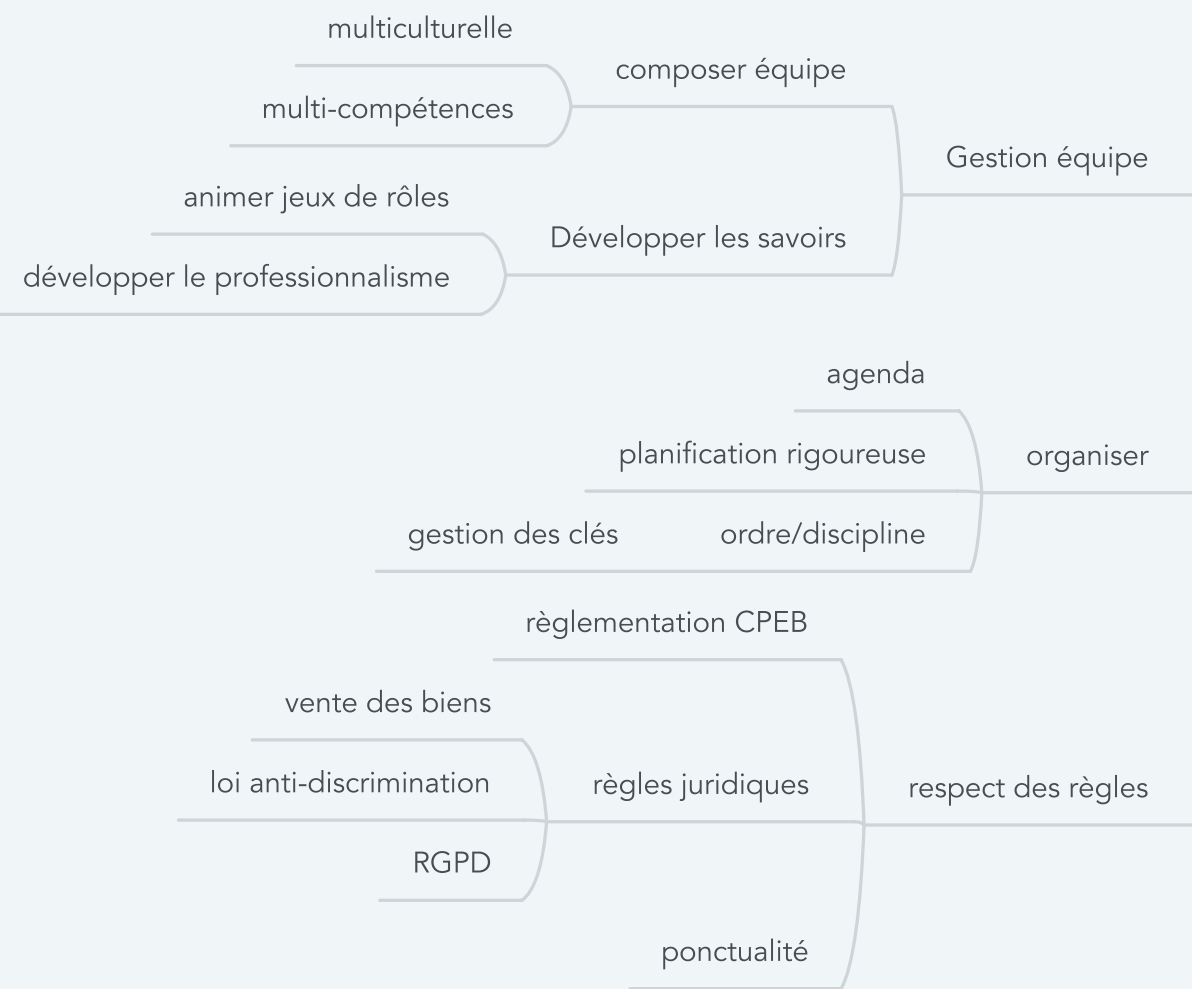 multiculturelle
composer équipe
multi-compétences
Gestion équipe
animer jeux de rôles
Développer les savoirs
développer le professionnalisme
agenda
planification rigoureuse
organiser
gestion des clés
ordre/discipline
règlementation CPEB
vente des biens
loi anti-discrimination
règles juridiques
respect des règles
RGPD
ponctualité